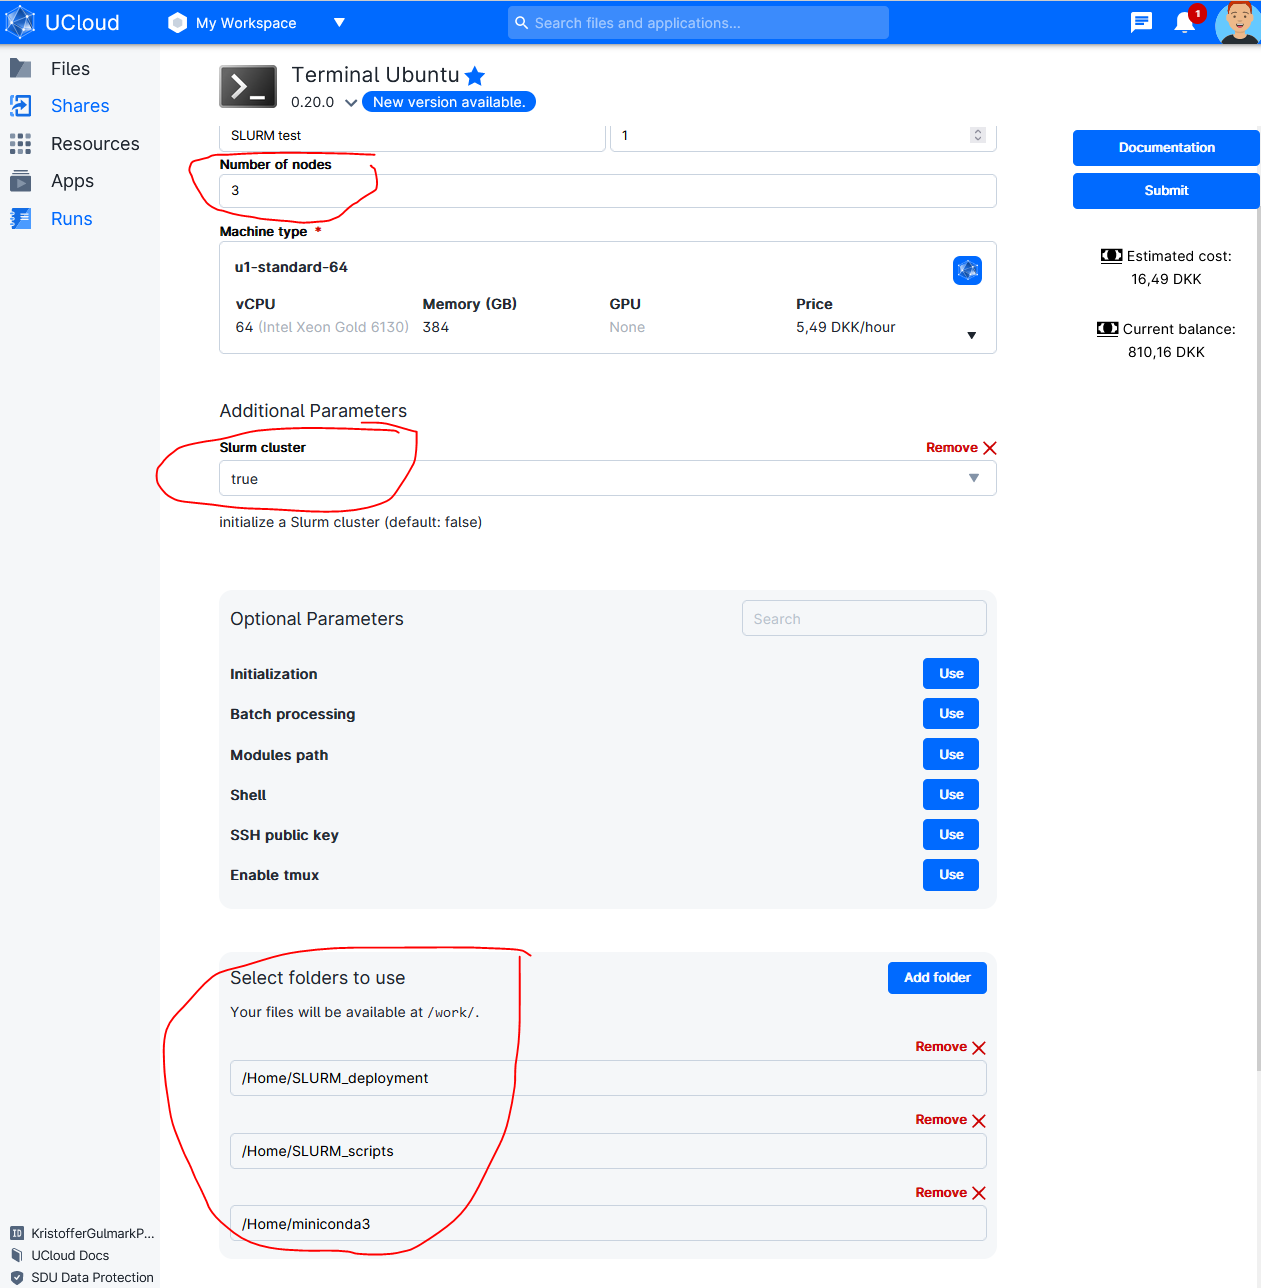 UCloud
My Workspace
Search files and applications...
1
Files
Shares
Resources
Apps
Runs
Terminal Ubuntu
0.20.0
New version available.
SLURM test
1
Number of nodes
3
Machine type *
u1-standard-64
vCPU Memory (GB) GPU Price
64 (Intel Xeon Gold 6130) 384 None 5,49 DKK/hour
Documentation
Submit
Estimated cost:
16,49 DKK
Current balance:
810,16 DKK
Additional Parameters
Slurm cluster
Remove
true
initialize a Slurm cluster (default: false)
Optional Parameters
Search
Initialization
Use
Batch processing
Use
Modules path
Use
Shell
Use
SSH public key
Use
Enable tmux
Use
Select folders to use
Add folder
Your files will be available at /work/.
Remove
/Home/SLURM_deployment
Remove
/Home/SLURM_scripts
Remove
/Home/miniconda3
ID KristofferGulmarkP...
UCloud Docs
SDU Data Protection